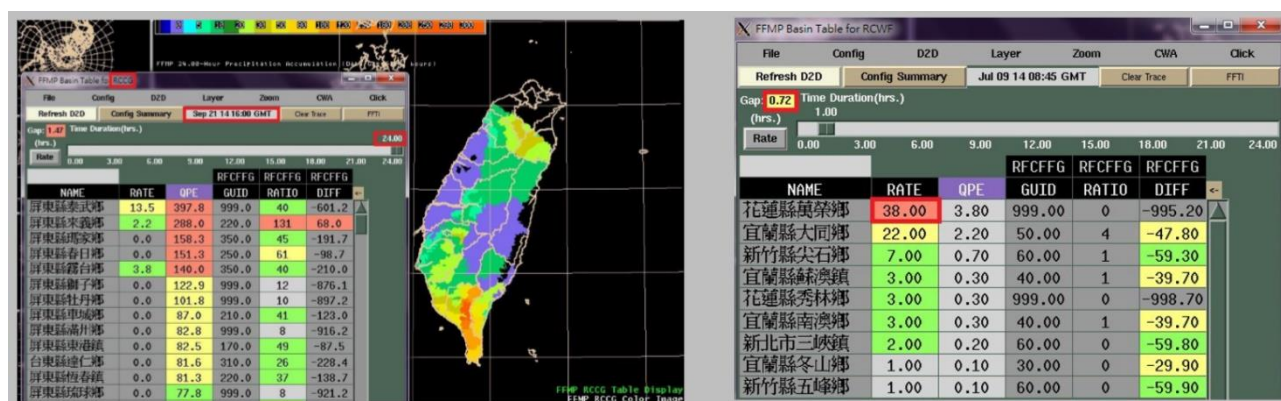 FFMP 24.00-Hour Precipitation Accumulation
FFMP Basin Table for RCCG
File Config D2D Layer Zoom CWA Click
Refresh D2D Config Summary Sep 21 14 16:00 GMT Clear Trace FFTI
Gap: 1.47 Time Duration(hrs.)
(hrs.) 24.00
Rate 0.00 3.00 6.00 9.00 12.00 15.00 18.00 21.00 24.00
RFCFFG RFCFFG RFCFFG
NAME RATE QPE GUID RATIO DIFF <-
屏東縣泰武鄉 13.5 397.8 999.0 40 -601.2
屏東縣來義鄉 2.2 288.0 220.0 131 68.0
屏東縣瑪家鄉 0.0 158.3 350.0 45 -191.7
屏東縣春日鄉 0.0 151.3 250.0 61 -98.7
屏東縣霧台鄉 3.8 140.0 350.0 40 -210.0
屏東縣獅子鄉 0.0 122.9 999.0 12 -876.1
屏東縣牡丹鄉 0.0 101.8 999.0 10 -897.2
屏東縣車城鄉 0.0 87.0 210.0 41 -123.0
屏東縣滿州鄉 0.0 82.8 999.0 8 -916.2
屏東縣東港鎮 0.0 82.5 170.0 49 -87.5
台東縣達仁鄉 0.0 81.6 310.0 26 -228.4
屏東縣恆春鎮 0.0 81.3 220.0 37 -138.7
屏東縣琉球鄉 0.0 77.8 999.0 8 -921.2
FFMP RCCG Table Display
FFMP RCCG Color Image
FFMP Basin Table for RCWF
File Config D2D Layer Zoom CWA Click
Refresh D2D Config Summary Jul 09 14 08:45 GMT Clear Trace FFTI
Gap: 0.72 Time Duration(hrs.)
(hrs.) 1.00
Rate 0.00 3.00 6.00 9.00 12.00 15.00 18.00 21.00 24.00
RFCFFG RFCFFG RFCFFG
NAME RATE QPE GUID RATIO DIFF <-
花蓮縣萬榮鄉 38.00 3.80 999.00 0 -995.20
宜蘭縣大同鄉 22.00 2.20 50.00 4 -47.80
新竹縣尖石鄉 7.00 0.70 60.00 1 -59.30
宜蘭縣蘇澳鎮 3.00 0.30 40.00 1 -39.70
花蓮縣秀林鄉 3.00 0.30 999.00 0 -998.70
宜蘭縣南澳鄉 3.00 0.30 40.00 1 -39.70
新北市三峽鎮 2.00 0.20 60.00 0 -59.80
宜蘭縣冬山鄉 1.00 0.10 30.00 0 -29.90
新竹縣五峰鄉 1.00 0.10 60.00 0 -59.90